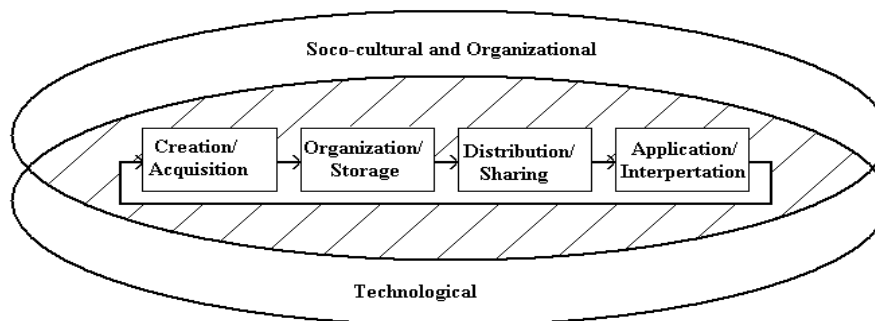 Soco-cultural and Organizational
Creation/
Acquisition
Organization/
Storage
Distribution/
Sharing
Application/
Interpertation
Technological